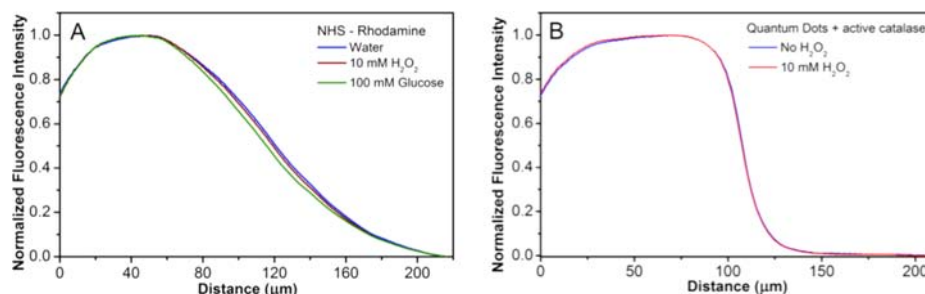 A
NHS - Rhodamine
Water
10 mM H₂O₂
100 mM Glucose
Normalized Fluorescence Intensity
1.0
0.8
0.6
0.4
0.2
0.0
0 40 80 120 160 200
Distance (μm)
B
Quantum Dots + active catalase
No H₂O₂
10 mM H₂O₂
Normalized Fluorescence Intensity
1.0
0.8
0.6
0.4
0.2
0.0
0 50 100 150 200
Distance (μm)